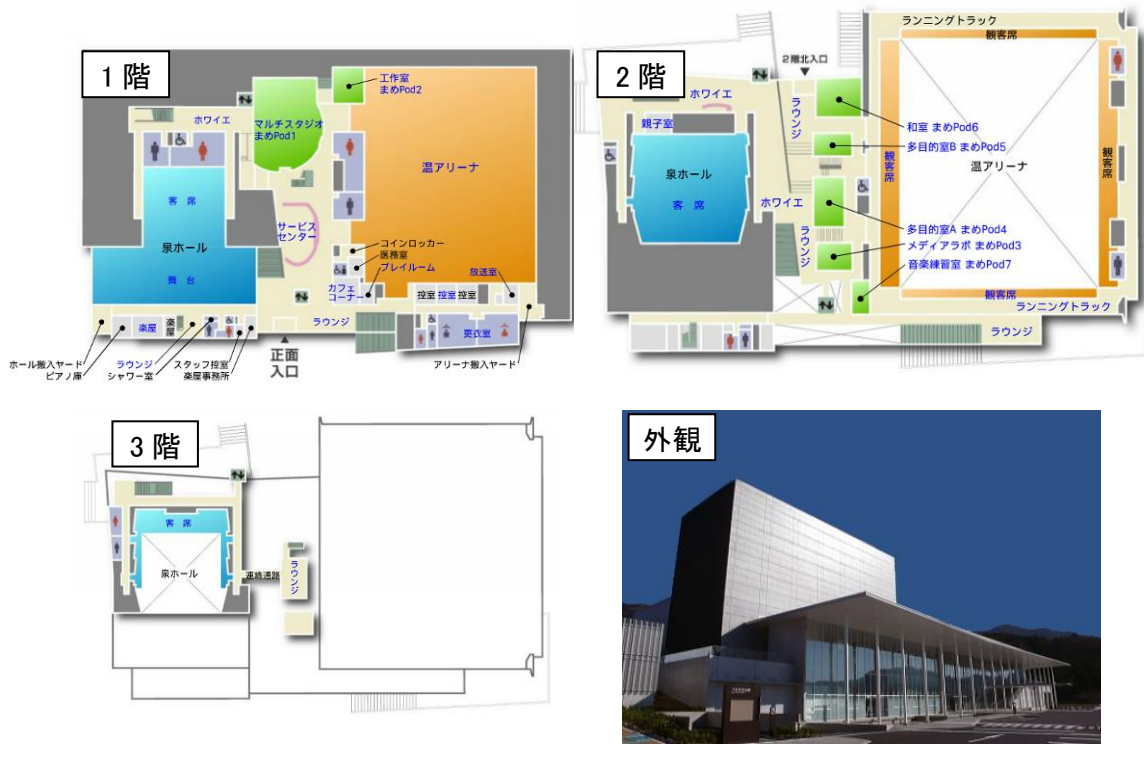 1階
工作室
まめPod2
ホワイエ
マルチスタジオ
まめPod1
温アリーナ
客 席
サービス
センター
泉ホール
コインロッカー
医務室
プレイルーム
放送室
舞 台
カフェ
コーナー
控室
控室
控室
楽屋
楽屋
ラウンジ
更衣室
正面
入口
ホール搬入ヤード
ピアノ庫
ラウンジ
シャワー室
スタッフ控室
楽屋事務所
アリーナ搬入ヤード
2階
ランニングトラック
観客席
2階北入口
ホワイエ
ラウンジ
親子室
和室 まめPod6
多目的室B まめPod5
観客席
温アリーナ
観客席
泉ホール
客 席
ホワイエ
多目的室A まめPod4
ラウンジ
メディアラボ まめPod3
音楽練習室 まめPod7
観客席
ランニングトラック
ラウンジ
3階
客 席
泉ホール
連絡通路
ラウンジ
外観